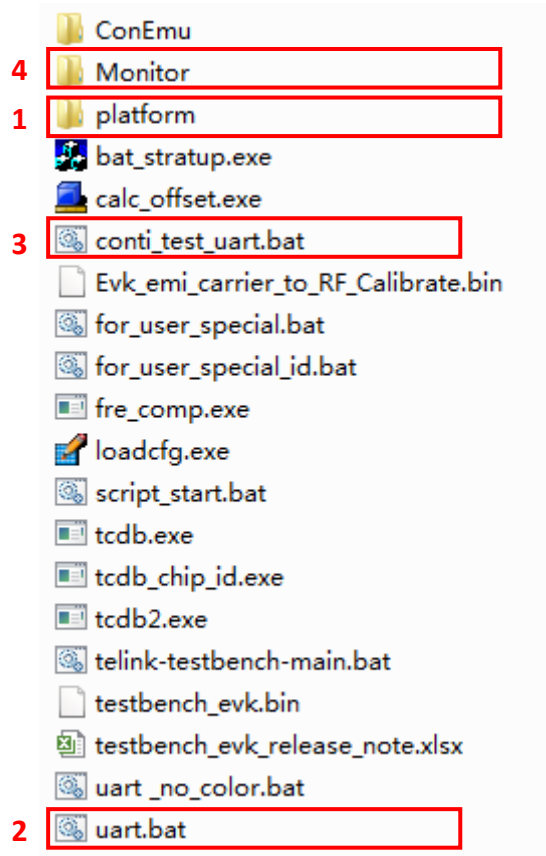 ConEmu
4 Monitor
1 platform
bat_stratup.exe
calc_offset.exe
3 conti_test_uart.bat
Evk_emi_carrier_to_RF_Calibrate.bin
for_user_special.bat
for_user_special_id.bat
fre_comp.exe
loadcfg.exe
script_start.bat
tcdb.exe
tcdb_chip_id.exe
tcdb2.exe
telink-testbench-main.bat
testbench_evk.bin
testbench_evk_release_note.xlsx
uart _no_color.bat
2 uart.bat